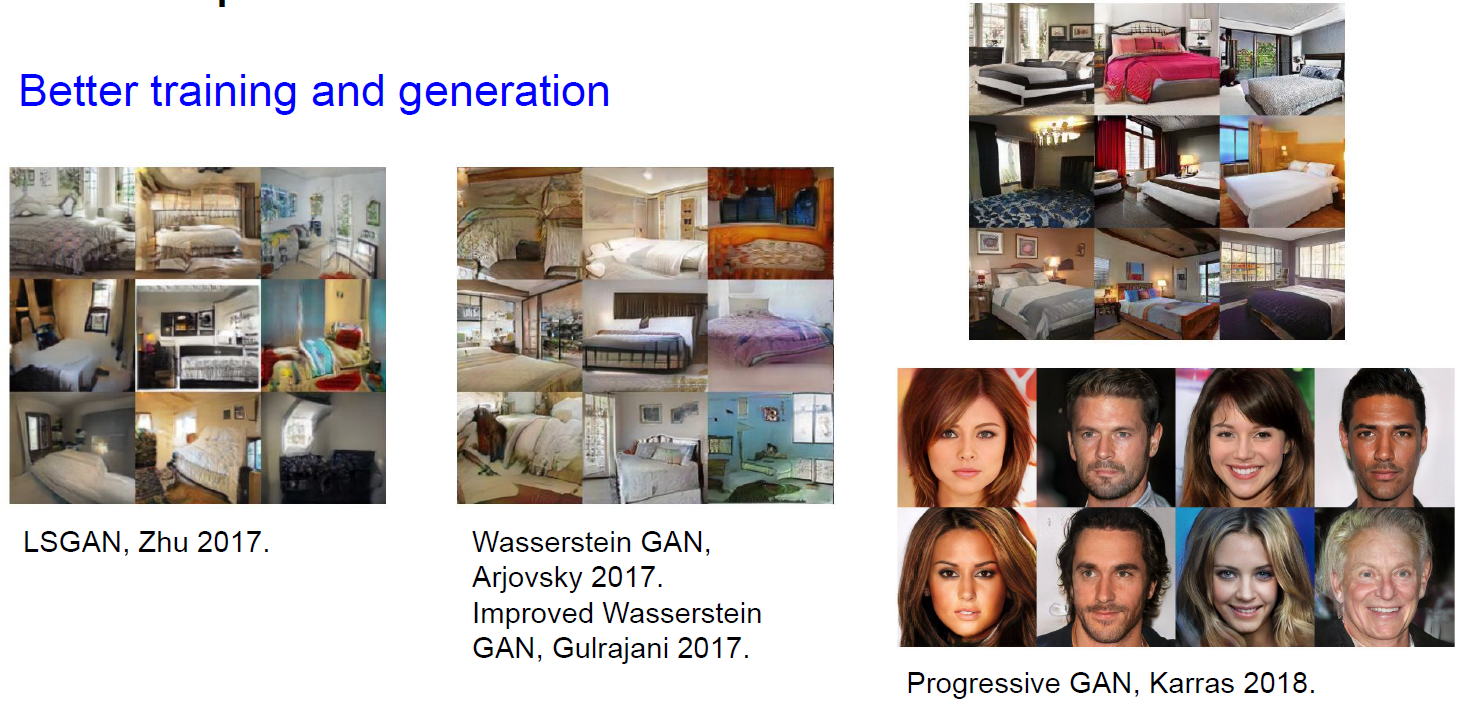 Better training and generation
LSGAN, Zhu 2017.
Wasserstein GAN,
Arjovsky 2017.
Improved Wasserstein
GAN, Gulrajani 2017.
Progressive GAN, Karras 2018.